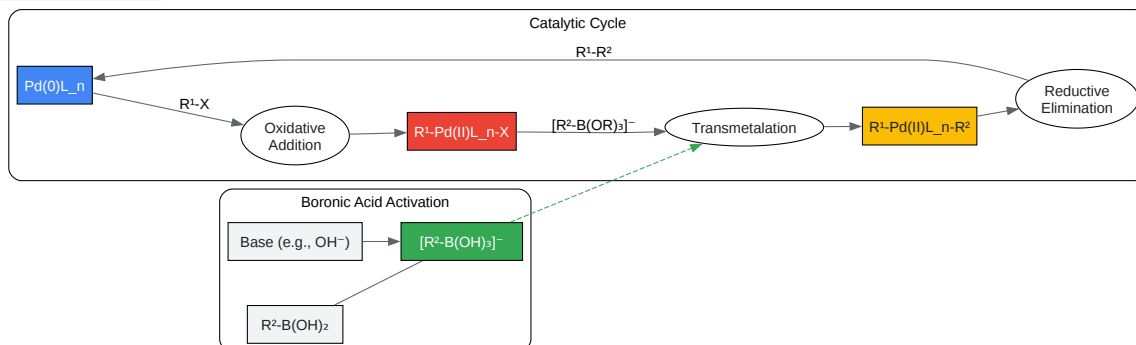 Catalytic Cycle
R¹-R²
Pd(0)L_n
R¹-X
Oxidative
Addition
R¹-Pd(II)L_n-X
[R²-B(OR)₃]⁻
Transmetalation
R¹-Pd(II)L_n-R²
Reductive
Elimination
Boronic Acid Activation
Base (e.g., OH⁻)
[R²-B(OH)₃]⁻
R²-B(OH)₂